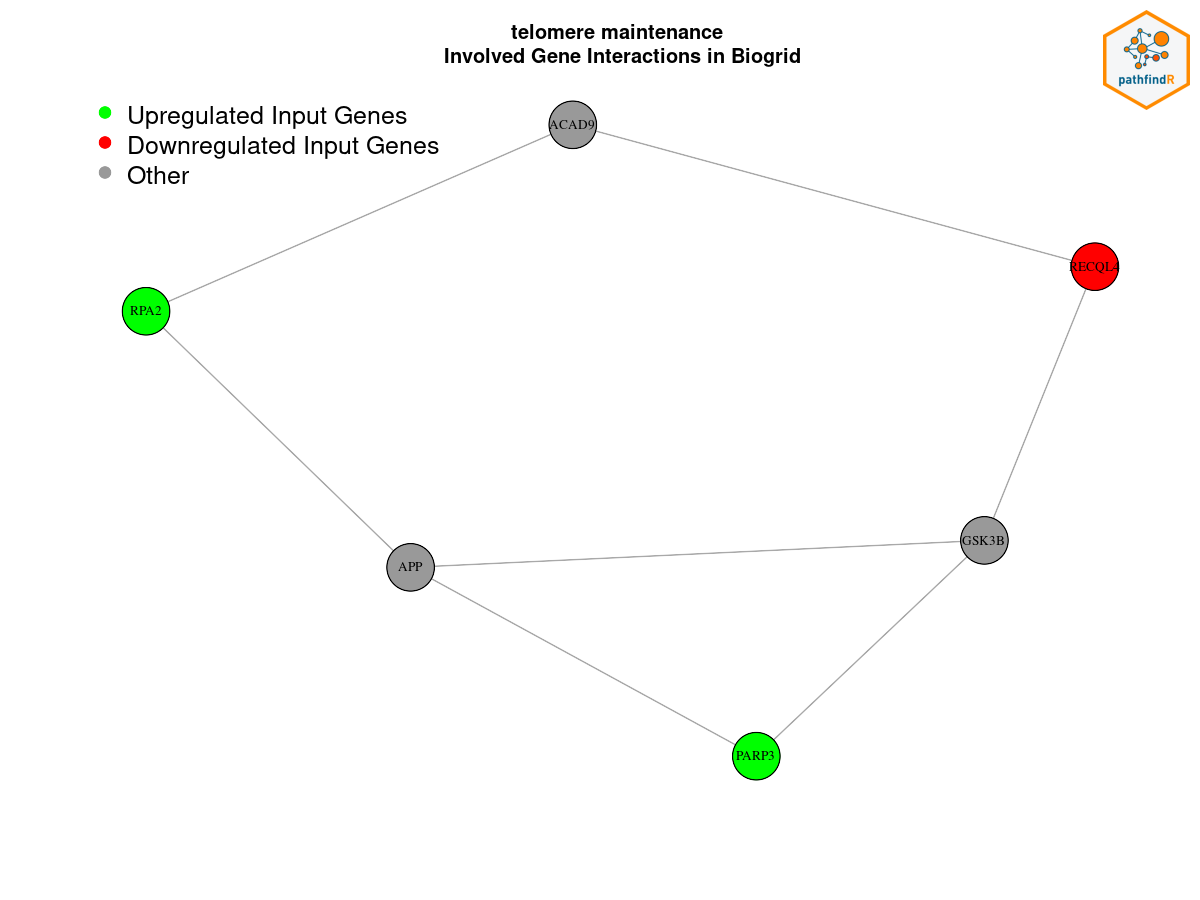 telomere maintenance
Involved Gene Interactions in Biogrid
pathfindR
Upregulated Input Genes
Downregulated Input Genes
Other
ACAD9
RECQL4
RPA2
GSK3B
APP
PARP3